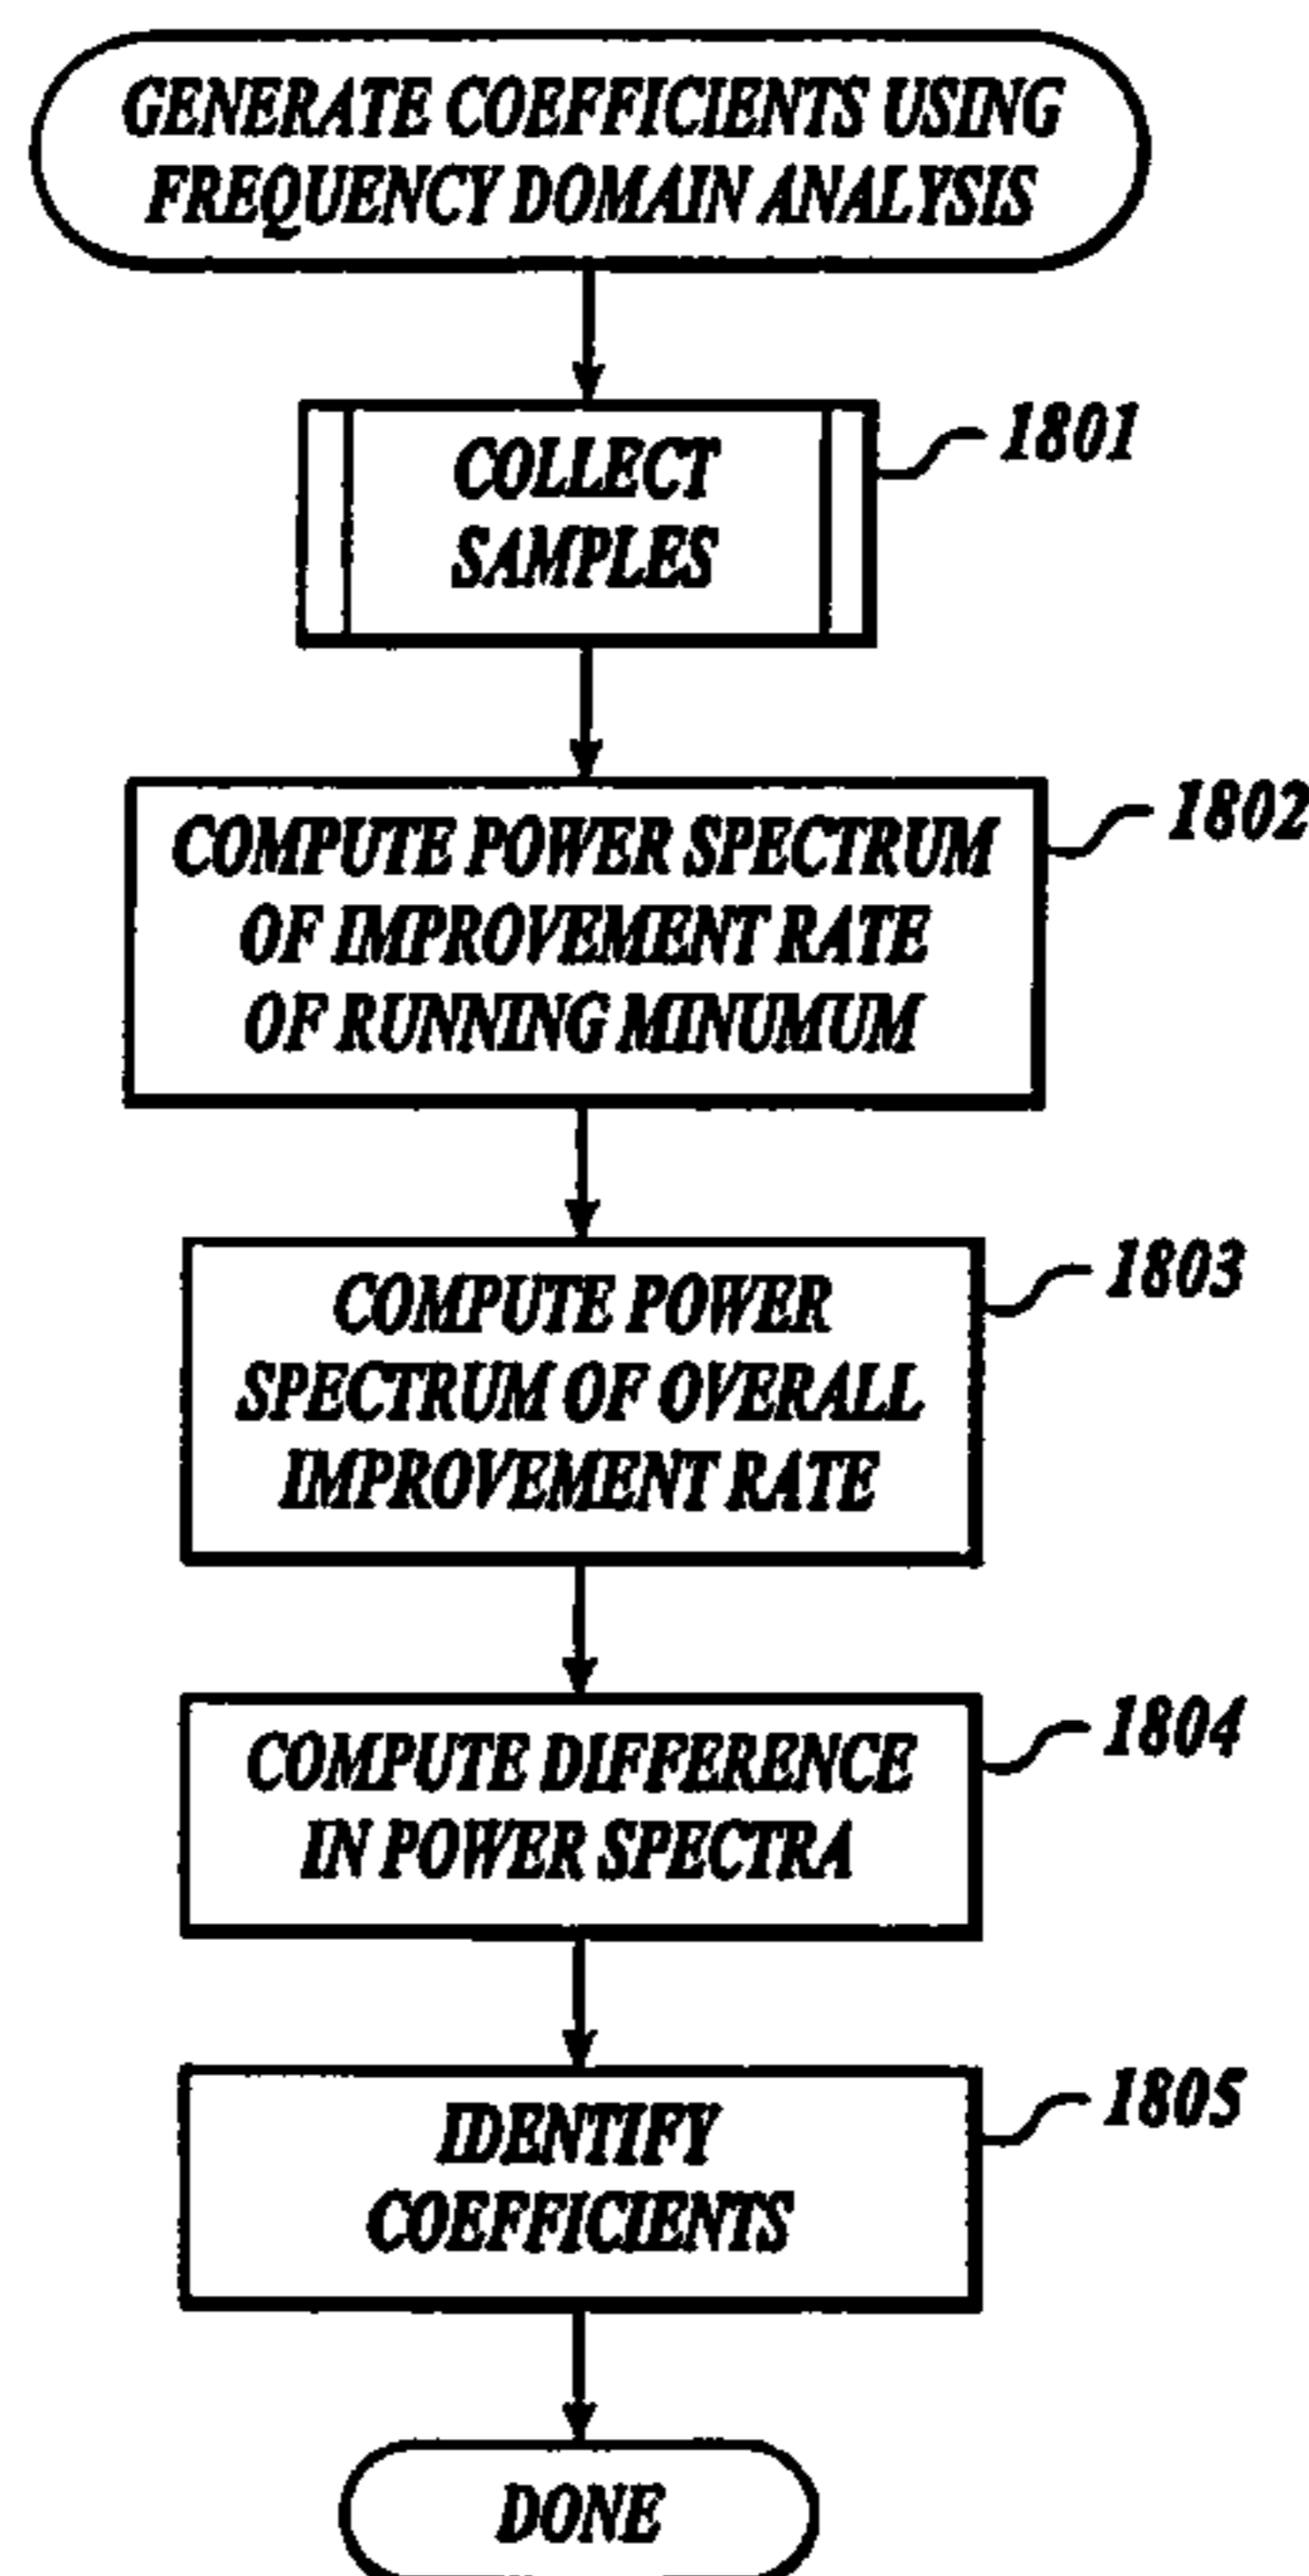 GENERATE COEFFICIENTS USING
FREQUENCY DOMAIN ANALYSIS
COLLECT
SAMPLES
1801
COMPUTE POWER SPECTRUM
OF IMPROVEMENT RATE
OF RUNNING MINUMUM
1802
COMPUTE POWER
SPECTRUM OF OVERALL
IMPROVEMENT RATE
1803
COMPUTE DIFFERENCE
IN POWER SPECTRA
1804
IDENTIFY
COEFFICIENTS
1805
DONE